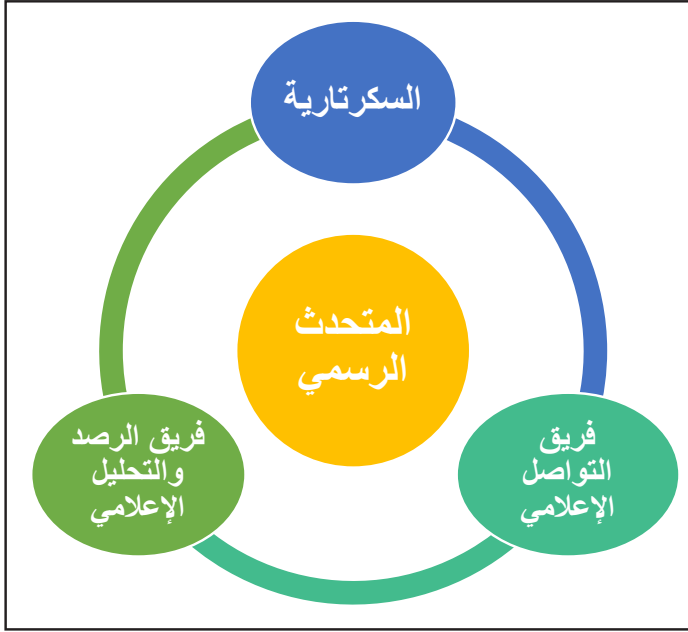 السكرتارية
المتحدث
الرسمي
فريق
التواصل
الإعلامي
فريق الرصد
والتحليل
الإعلامي